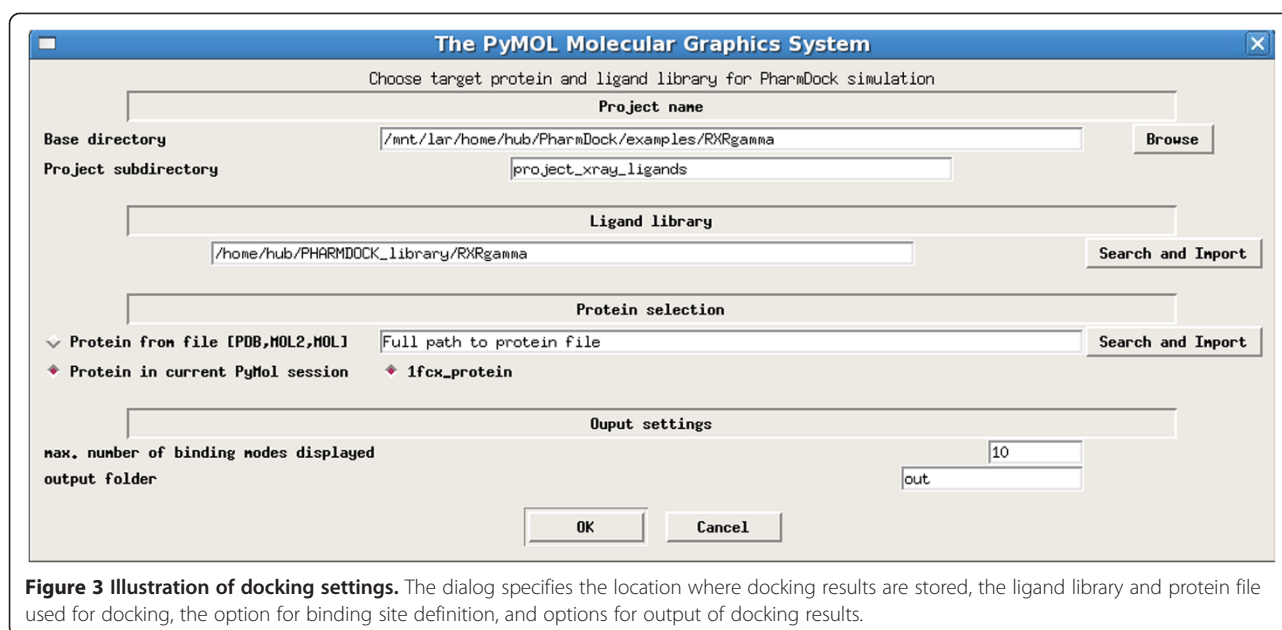 The PyMOL Molecular Graphics System
Choose target protein and ligand library for PharmDock simulation
Project name
Base directory /mnt/lar/home/hub/PharmDock/examples/RXRgamma Browse
Project subdirectory project_xray_ligands
Ligand library
/home/hub/PHARMDOCK_library/RXRgamma Search and Import
Protein selection
Protein from file [PDB,MOL2,MOL] Full path to protein file Search and Import
Protein in current PyMol session 1fcx_protein
Ouput settings
max. number of binding modes displayed 10
output folder out
OK Cancel
Figure 3 Illustration of docking settings. The dialog specifies the location where docking results are stored, the ligand library and protein file
used for docking, the option for binding site definition, and options for output of docking results.